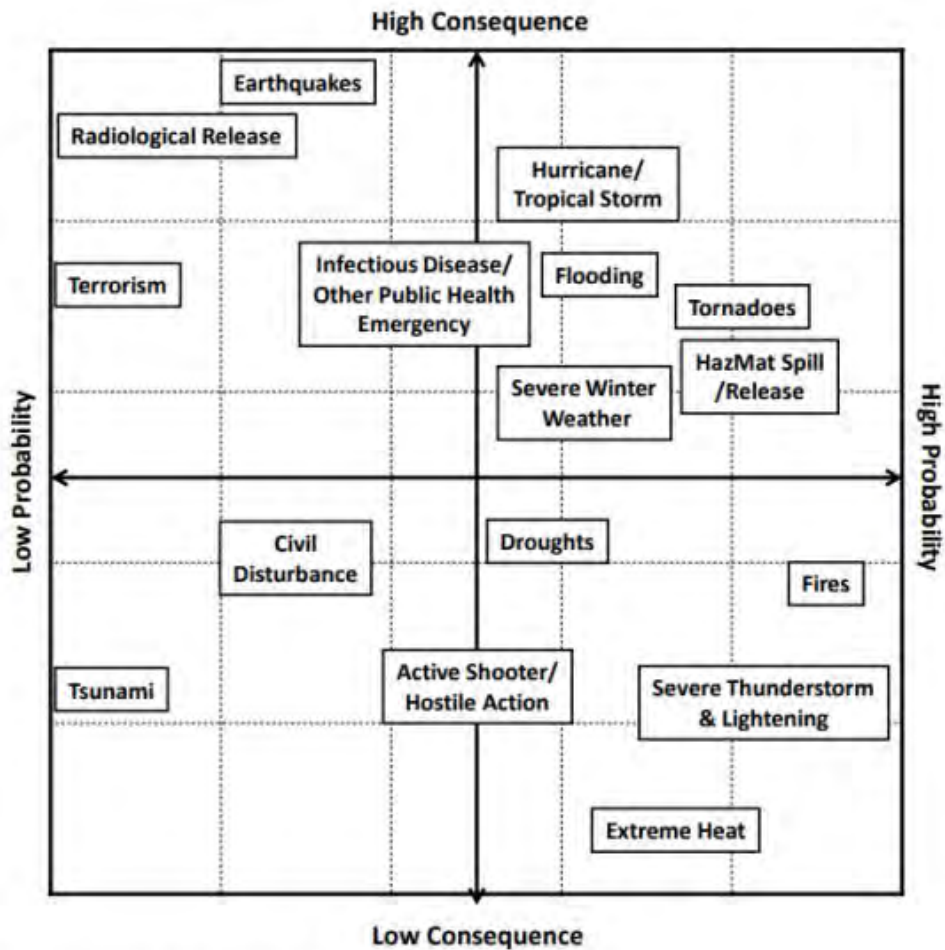 High Consequence
Earthquakes
Radiological Release
Hurricane/
Tropical Storm
Terrorism
Infectious Disease/
Other Public Health
Emergency
Flooding
Tornadoes
HazMat Spill
/Release
Severe Winter
Weather
Low Probability
High Probability
Civil
Disturbance
Droughts
Fires
Tsunami
Active Shooter/
Hostile Action
Severe Thunderstorm
& Lightening
Extreme Heat
Low Consequence